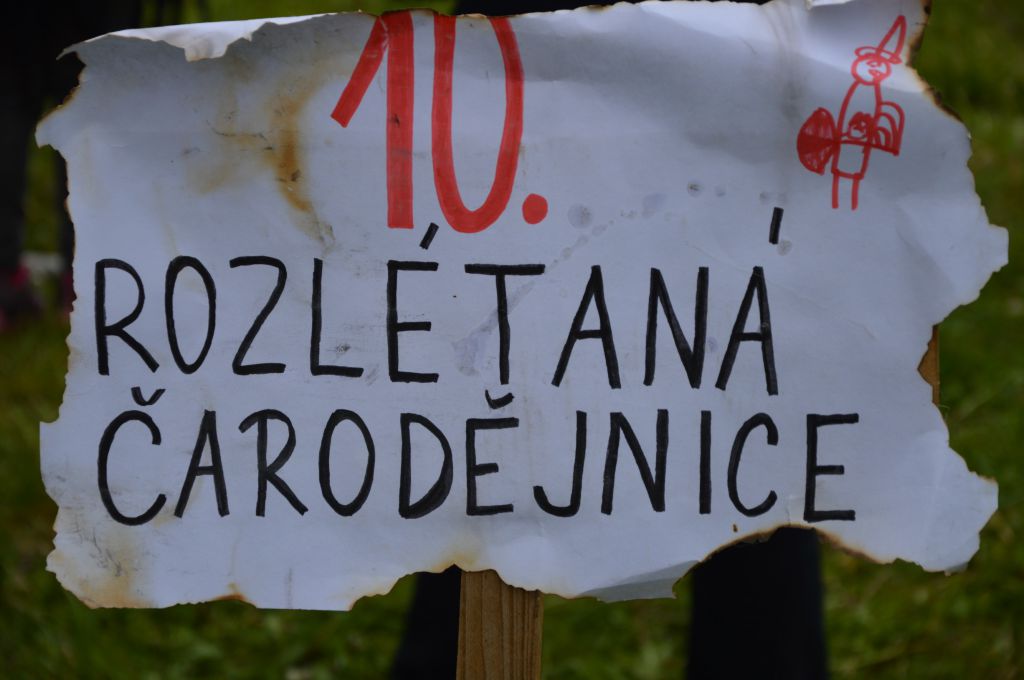 10.
ROZLÉTANÁ
ČARODĚJNICE